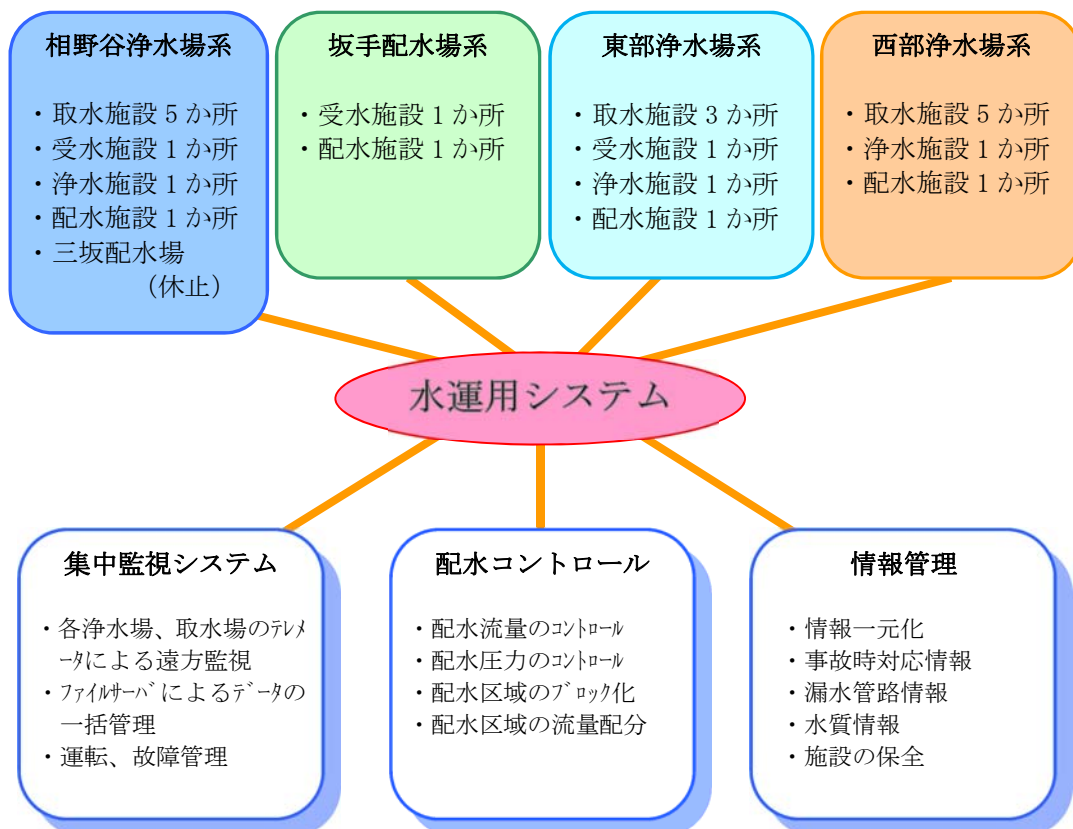 相野谷浄水場系
・取水施設 5 か所
・受水施設 1 か所
・浄水施設 1 か所
・配水施設 1 か所
・三坂配水場
（休止）
坂手配水場系
・受水施設 1 か所
・配水施設 1 か所
東部浄水場系
・取水施設 3 か所
・受水施設 1 か所
・浄水施設 1 か所
・配水施設 1 か所
西部浄水場系
・取水施設 5 か所
・浄水施設 1 か所
・配水施設 1 か所
水運用システム
集中監視システム
・各浄水場、取水場のﾃﾚﾒ
ｰﾀによる遠方監視
・ﾌｧｲﾙｻｰﾊﾞによるﾃﾞｰﾀの
一括管理
・運転、故障管理
配水コントロール
・配水流量のｺﾝﾄﾛｰﾙ
・配水圧力のｺﾝﾄﾛｰﾙ
・配水区域のﾌﾞﾛｯｸ化
・配水区域の流量配分
情報管理
・情報一元化
・事故時対応情報
・漏水管路情報
・水質情報
・施設の保全